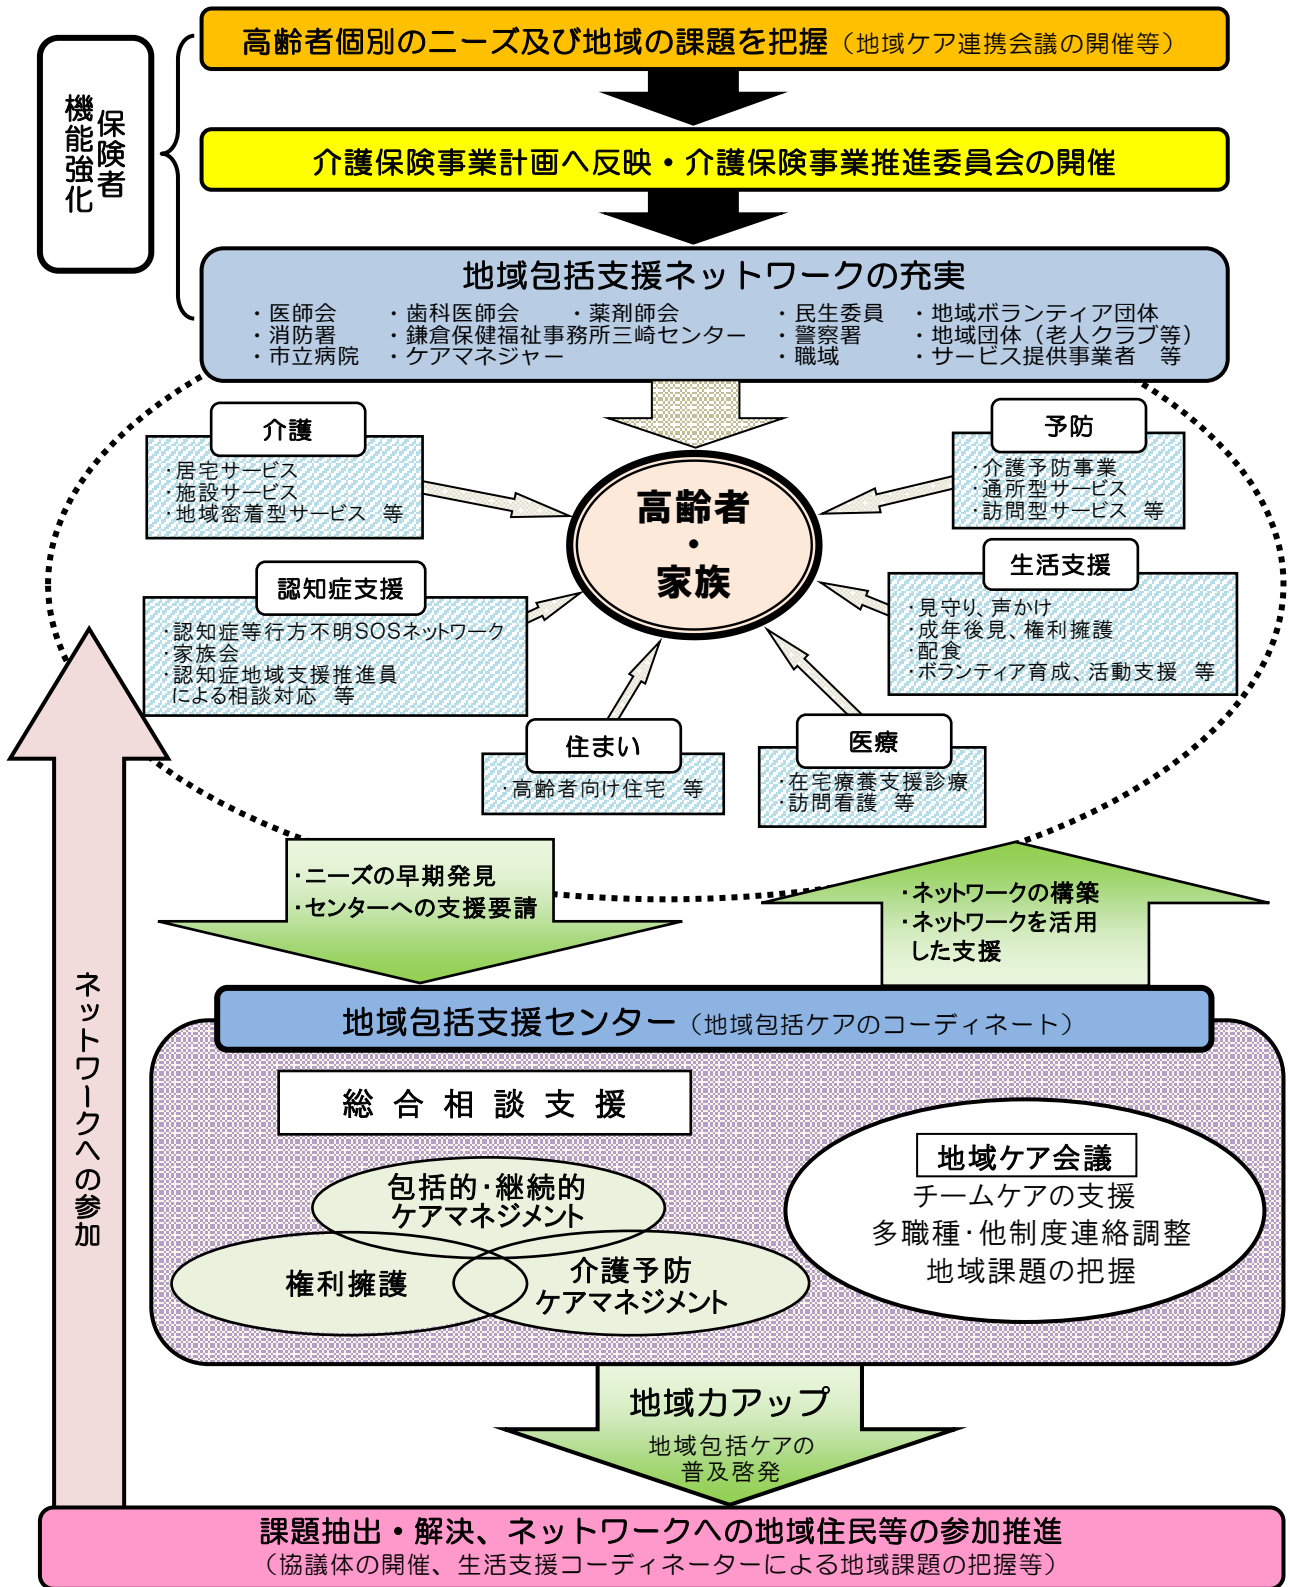 高齢者個別のニーズ及び地域の課題を把握（地域ケア連携会議の開催等）
保険者
機能強化
介護保険事業計画へ反映・介護保険事業推進委員会の開催
地域包括支援ネットワークの充実
・医師会　・歯科医師会　・薬剤師会　・民生委員　・地域ボランティア団体
・消防署　・鎌倉保健福祉事務所三崎センター　・警察署　・地域団体（老人クラブ等）
・市立病院　・ケアマネジャー　・職域　・サービス提供事業者　等
介護
・居宅サービス
・施設サービス
・地域密着型サービス　等
予防
・介護予防事業
・通所型サービス
・訪問型サービス　等
高齢者
・
家族
認知症支援
・認知症等行方不明SOSネットワーク
・家族会
・認知症地域支援推進員
による相談対応　等
生活支援
・見守り、声かけ
・成年後見、権利擁護
・配食
・ボランティア育成、活動支援　等
住まい
・高齢者向け住宅　等
医療
・在宅療養支援診療
・訪問看護　等
・ニーズの早期発見
・センターへの支援要請
・ネットワークの構築
・ネットワークを活用
した支援
ネットワークへの参加
地域包括支援センター（地域包括ケアのコーディネート）
総合相談支援
包括的・継続的
ケアマネジメント
権利擁護
介護予防
ケアマネジメント
地域ケア会議
チームケアの支援
多職種・他制度連絡調整
地域課題の把握
地域力アップ
地域包括ケアの
普及啓発
課題抽出・解決、ネットワークへの地域住民等の参加推進
（協議体の開催、生活支援コーディネーターによる地域課題の把握等）